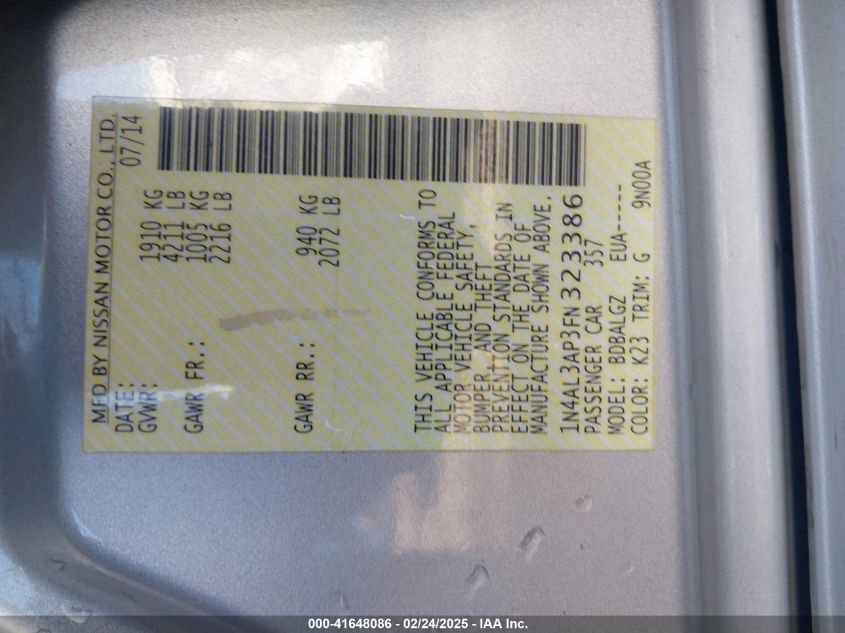 MFD BY NISSAN MOTOR CO., LTD.
DATE: 07/14
GVWR: 1910 KG
4211 LB
GAWR FR.: 1005 KG
2216 LB
GAWR RR.: 940 KG
2072 LB
THIS VEHICLE CONFORMS TO
ALL APPLICABLE FEDERAL
MOTOR VEHICLE SAFETY,
BUMPER, AND THEFT
PREVENTION STANDARDS IN
EFFECT ON THE DATE OF
MANUFACTURE SHOWN ABOVE.
1N4AL3AP3FN323386
PASSENGER CAR 357
MODEL: BDBALGZ EUA-----
COLOR: K23 TRIM: G 9N00A
000-41648086 - 02/24/2025 - IAA Inc.